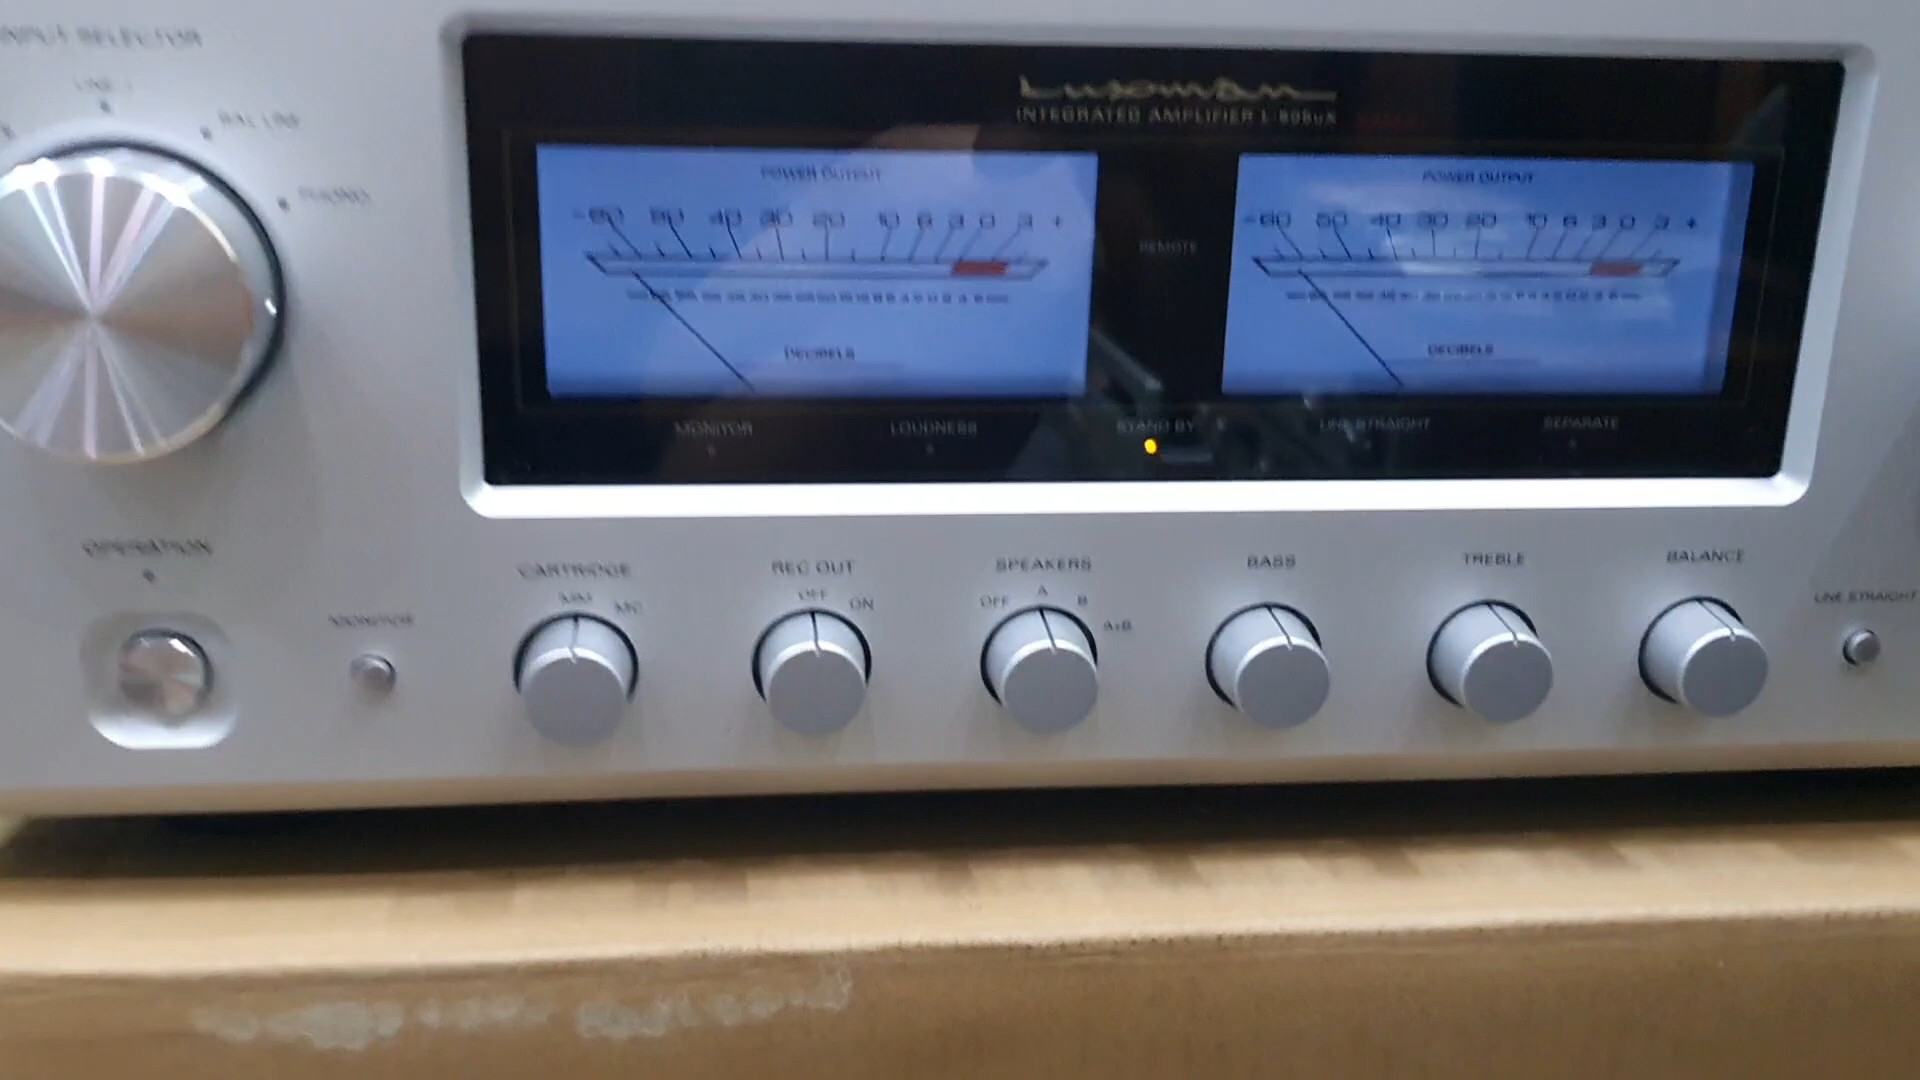 INPUT SELECTOR
LINE-1
BAL LINE
PHONO
LUXMAN
INTEGRATED AMPLIFIER L-505uX
POWER OUTPUT
-60 50 40 30 20 10 6 3 0 3 +
DECIBELS
REMOTE
POWER OUTPUT
-60 50 40 30 20 10 6 3 0 3 +
DECIBELS
MONITOR
LOUDNESS
STAND BY
LINE STRAIGHT
SEPARATE
OPERATION
MONITOR
CARTRIDGE
MM
MC
REC OUT
OFF
ON
SPEAKERS
OFF
A
B
A+B
BASS
TREBLE
BALANCE
LINE STRAIGHT